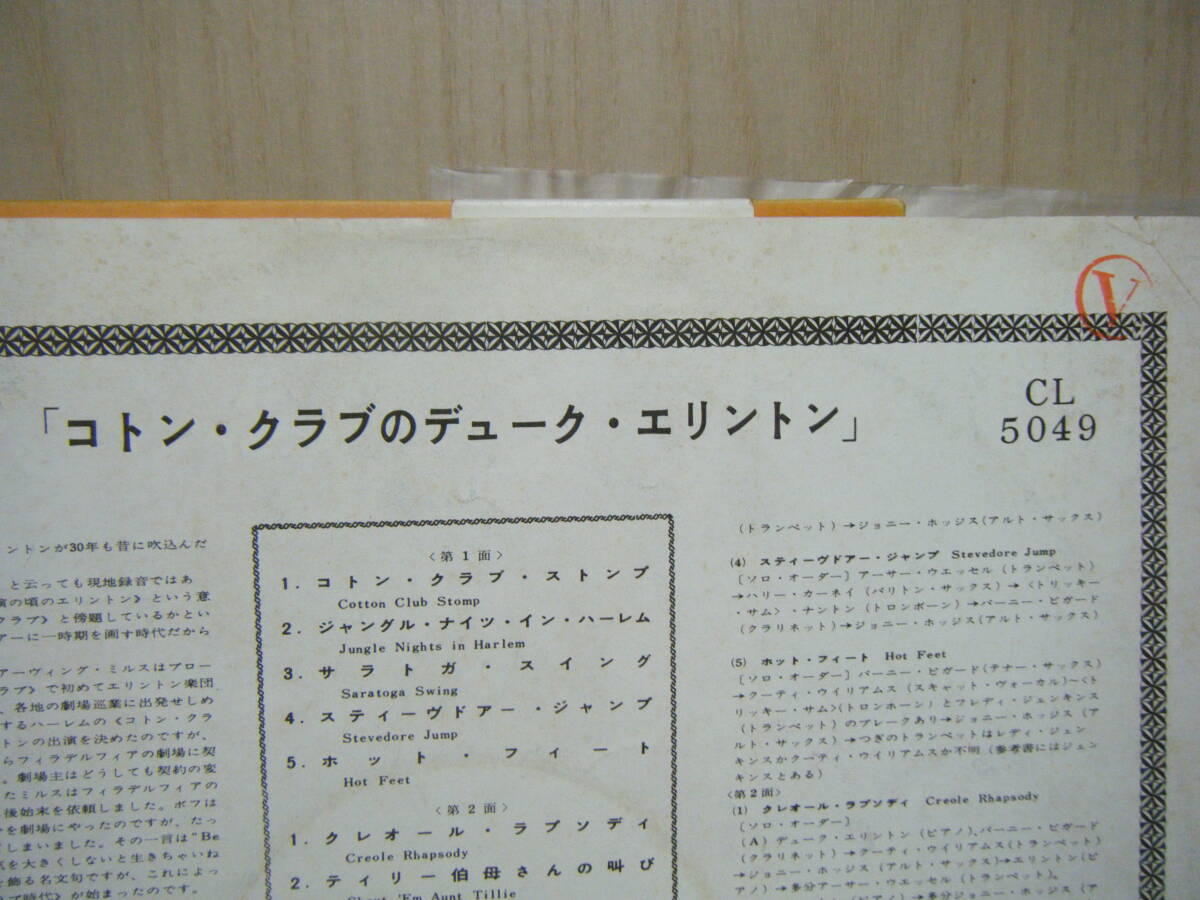 V
「コトン・クラブのデューク・エリントン」
CL
5049
ントンが30年も昔に吹込んだ
と云っても現地録音ではあ
演の頃のエリントン》という意
クラブ》と傍題しているかとい
アーに一時期を画す時代だから
アーヴィング・ミルスはブロー
ラブ》で初めてエリントン楽団
、各地の劇場巡業に出発せしめ
するハーレムの《コトン・クラ
トンの出演を決めたのですが、
らフィラデルフィアの劇場に契
。劇場主はどうしても契約の変
たミルスはフィラデルフィアの
後始末を依頼しました。ボフは
を劇場にやったのですが、たっ
てしまいました。その一言は"Be
気を大きくしないと生きちゃいね
を飾る名文句ですが、これによっ
時代》が始まったのです。
〈第1面〉
1. コトン・クラブ・ストンプ
Cotton Club Stomp
2. ジャングル・ナイツ・イン・ハーレム
Jungle Nights in Harlem
3. サラトガ・スイング
Saratoga Swing
4. スティーヴドアー・ジャンプ
Stevedore Jump
5. ホット・フィート
Hot Feet
〈第2面〉
1. クレオール・ラプソディ
Creole Rhapsody
2. ティリー伯母さんの叫び
Shout 'Em Aunt Tillie
(トランペット)→ジョニー・ホッジス(アルト・サックス)
(4) スティーヴドアー・ジャンプ Stevedore Jump
[ソロ・オーダー] アーサー・ウエッセル(トランペット)
→ハリー・カーネイ(バリトン・サックス)→〈トリッキー
・サム〉・ナントン(トロンボーン)→バーニー・ビガード
(クラリネット)→ジョニー・ホッジス(アルト・サックス)
(5) ホット・フィート Hot Feet
[ソロ・オーダー] バーニー・ビガード(テナー・サックス)
→クーティ・ウイリアムス(スキャット・ヴォーカル)→〈ト
リッキー・サム〉(トロンボーン)とフレディ・ジェンキンス
(トランペット)のブレークあり→ジョニー・ホッジス(ア
ルト・サックス)→つぎのトランペットはレディ・ジェン
キンスかクーティ・ウイリアムスか不明(参考書にはジェン
キンスとある)
〈第2面〉
(1) クレオール・ラプソディ Creole Rhapsody
[ソロ・オーダー]
(A) デューク・エリントン(ピアノ)、バーニー・ビガード
(クラリネット)→クーティ・ウイリアムス(トランペット)
→ジョニー・ホッジス(アルト・サックス)→エリントン(ピ
アノ)→多分アーサー・ウエッセル(トランペット)。